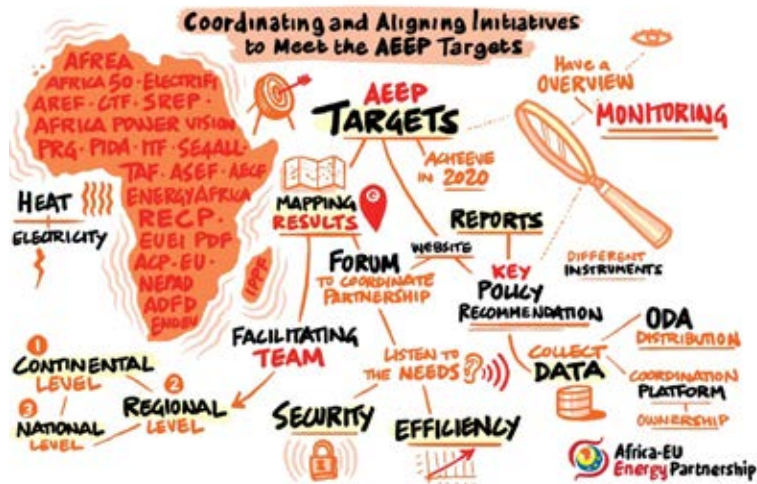 Coordinating and Aligning Initiatives
to Meet the AEEP Targets
AFREA
AFRICA 50 · ELECTRIFI
AREF · CTF · SREP ·
AFRICA POWER VISION
PRG · PIDA · ITF · SE4ALL ·
TAF · ASEF · AECF
ENERGYAFRICA
RECP ·
EUEI PDF
ACP-EU ·
NEPAD
ADFD
ENDEV
IPPF
HEAT
ELECTRICITY
AEEP
TARGETS
ACHIEVE
IN 2020
Have a
OVERVIEW
MONITORING
MAPPING
RESULTS
FORUM
TO COORDINATE
PARTNERSHIP
WEBSITE
REPORTS
KEY
POLICY
RECOMMENDATION
DIFFERENT
INSTRUMENTS
FACILITATING
TEAM
1
CONTINENTAL
LEVEL
2
REGIONAL
LEVEL
3
NATIONAL
LEVEL
LISTEN TO
THE NEEDS
SECURITY
EFFICIENCY
COLLECT
DATA
ODA
DISTRIBUTION
COORDINATION
PLATFORM
OWNERSHIP
Africa-EU
Energy Partnership